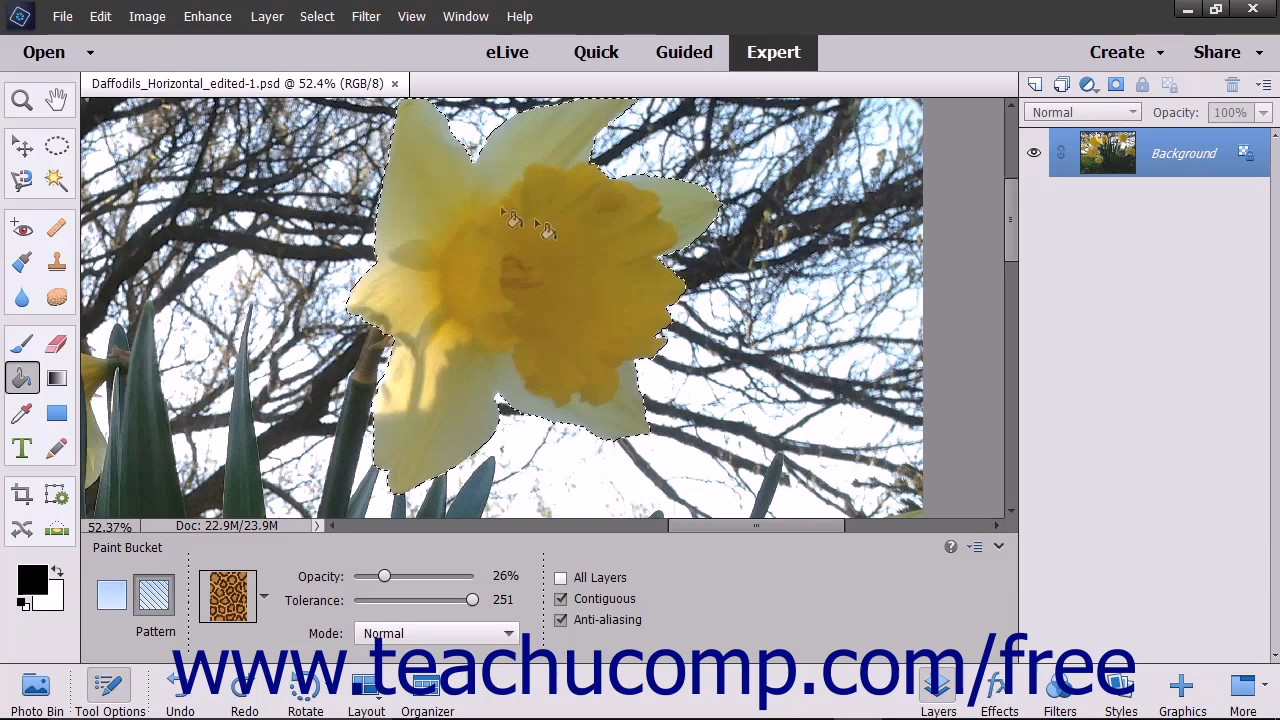 File Edit Image Enhance Layer Select Filter View Window Help
Open eLive Quick Guided Expert Create Share
Daffodils_Horizontal_edited-1.psd @ 52.4% (RGB/8) ×
Normal Opacity: 100%
Background
52.37% Doc: 22.9M/23.9M
Paint Bucket
Opacity: 26% All Layers
Tolerance: 251 Contiguous
Pattern Mode: Normal Anti-aliasing
www.teachucomp.com/free
Photo Bin Tool Options Undo Redo Rotate Layout Organizer Layers Effects Filters Styles Graphics More